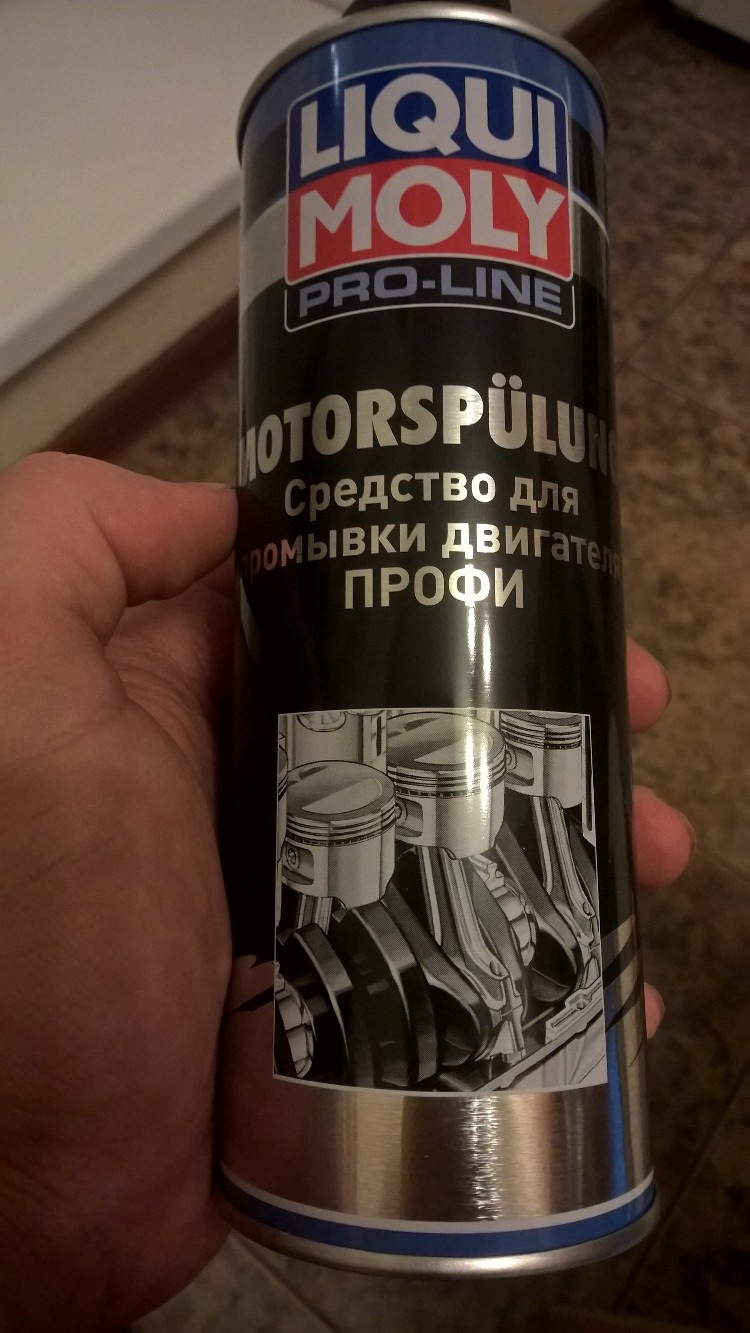 LIQUI
MOLY
PRO-LINE
MOTORSPÜLUNG
Средство для
промывки двигателя
ПРОФИ